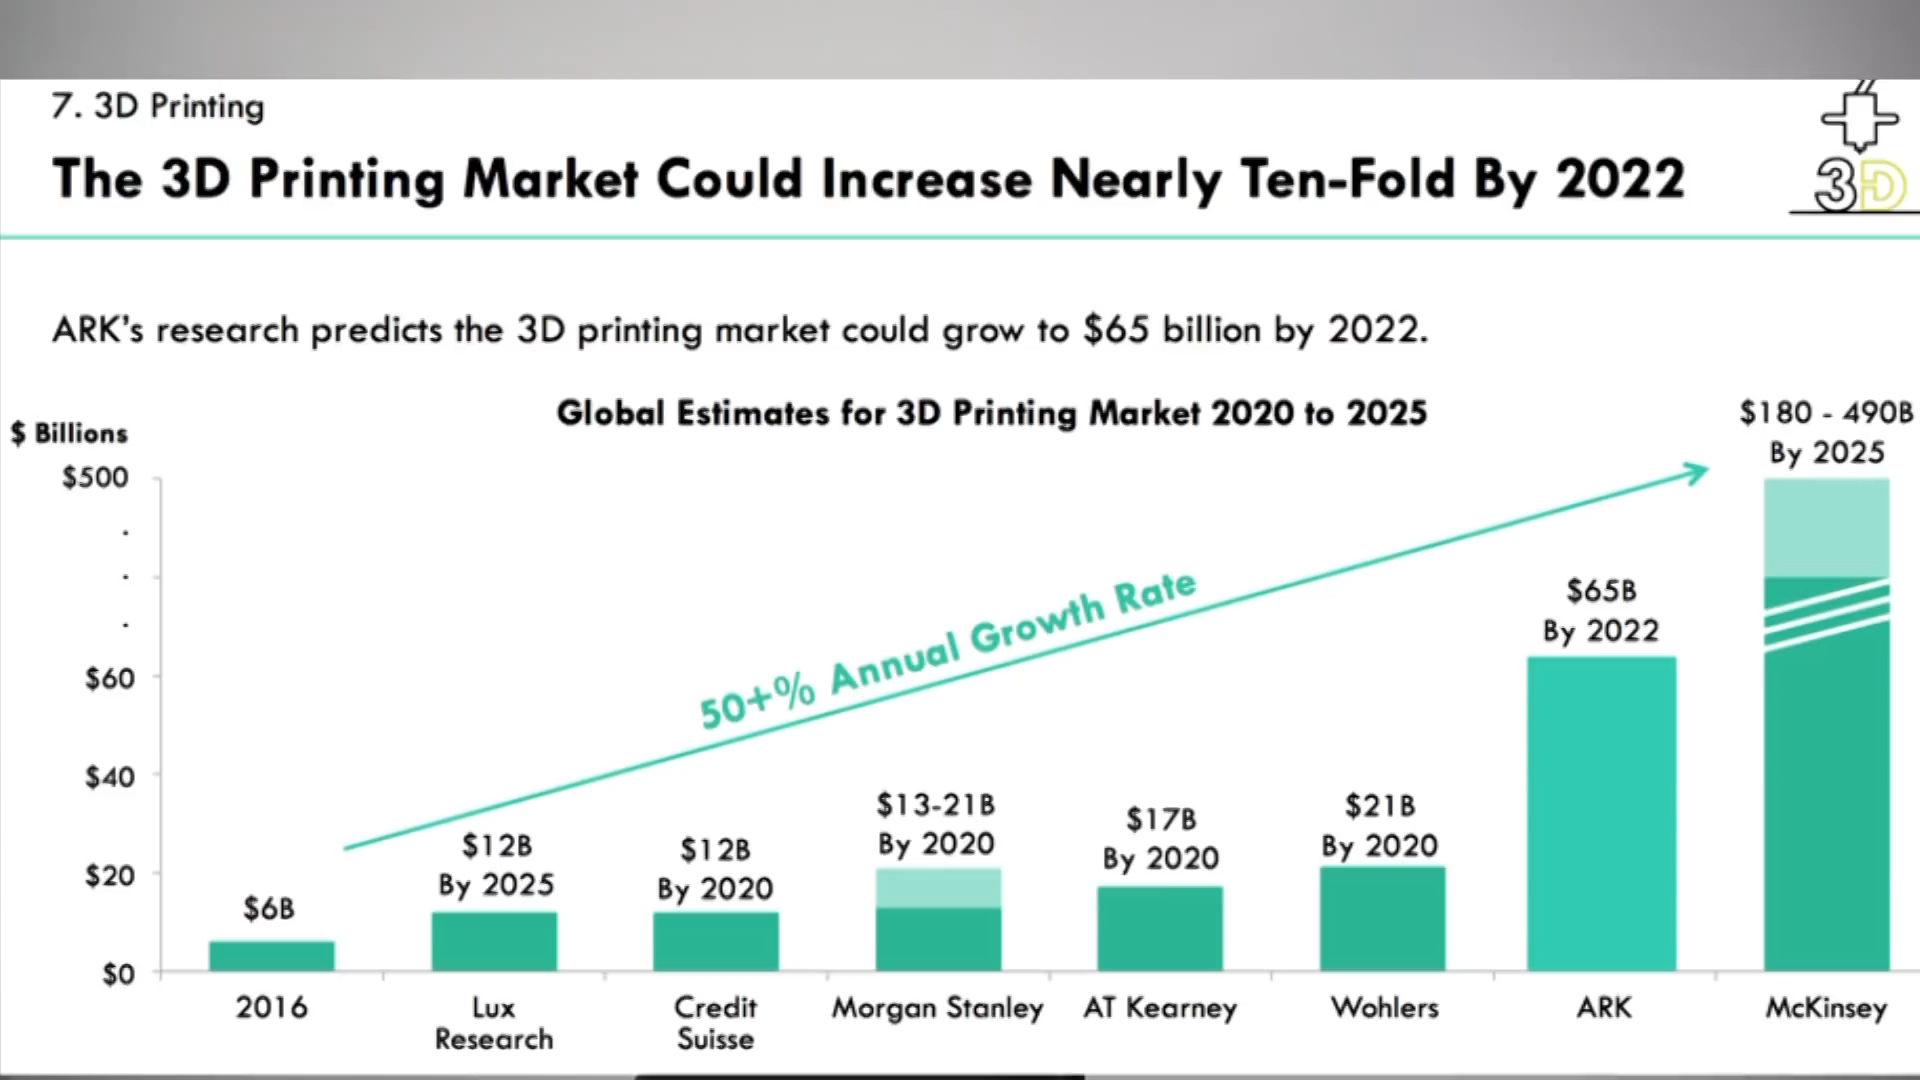 7. 3D Printing
The 3D Printing Market Could Increase Nearly Ten-Fold By 2022
3D
ARK's research predicts the 3D printing market could grow to $65 billion by 2022.
Global Estimates for 3D Printing Market 2020 to 2025
$ Billions
$500
.
.
.
$60
$40
$20
$0
50+% Annual Growth Rate
$6B
$12B
By 2025
$12B
By 2020
$13-21B
By 2020
$17B
By 2020
$21B
By 2020
$65B
By 2022
$180 - 490B
By 2025
2016
Lux
Research
Credit
Suisse
Morgan Stanley
AT Kearney
Wohlers
ARK
McKinsey